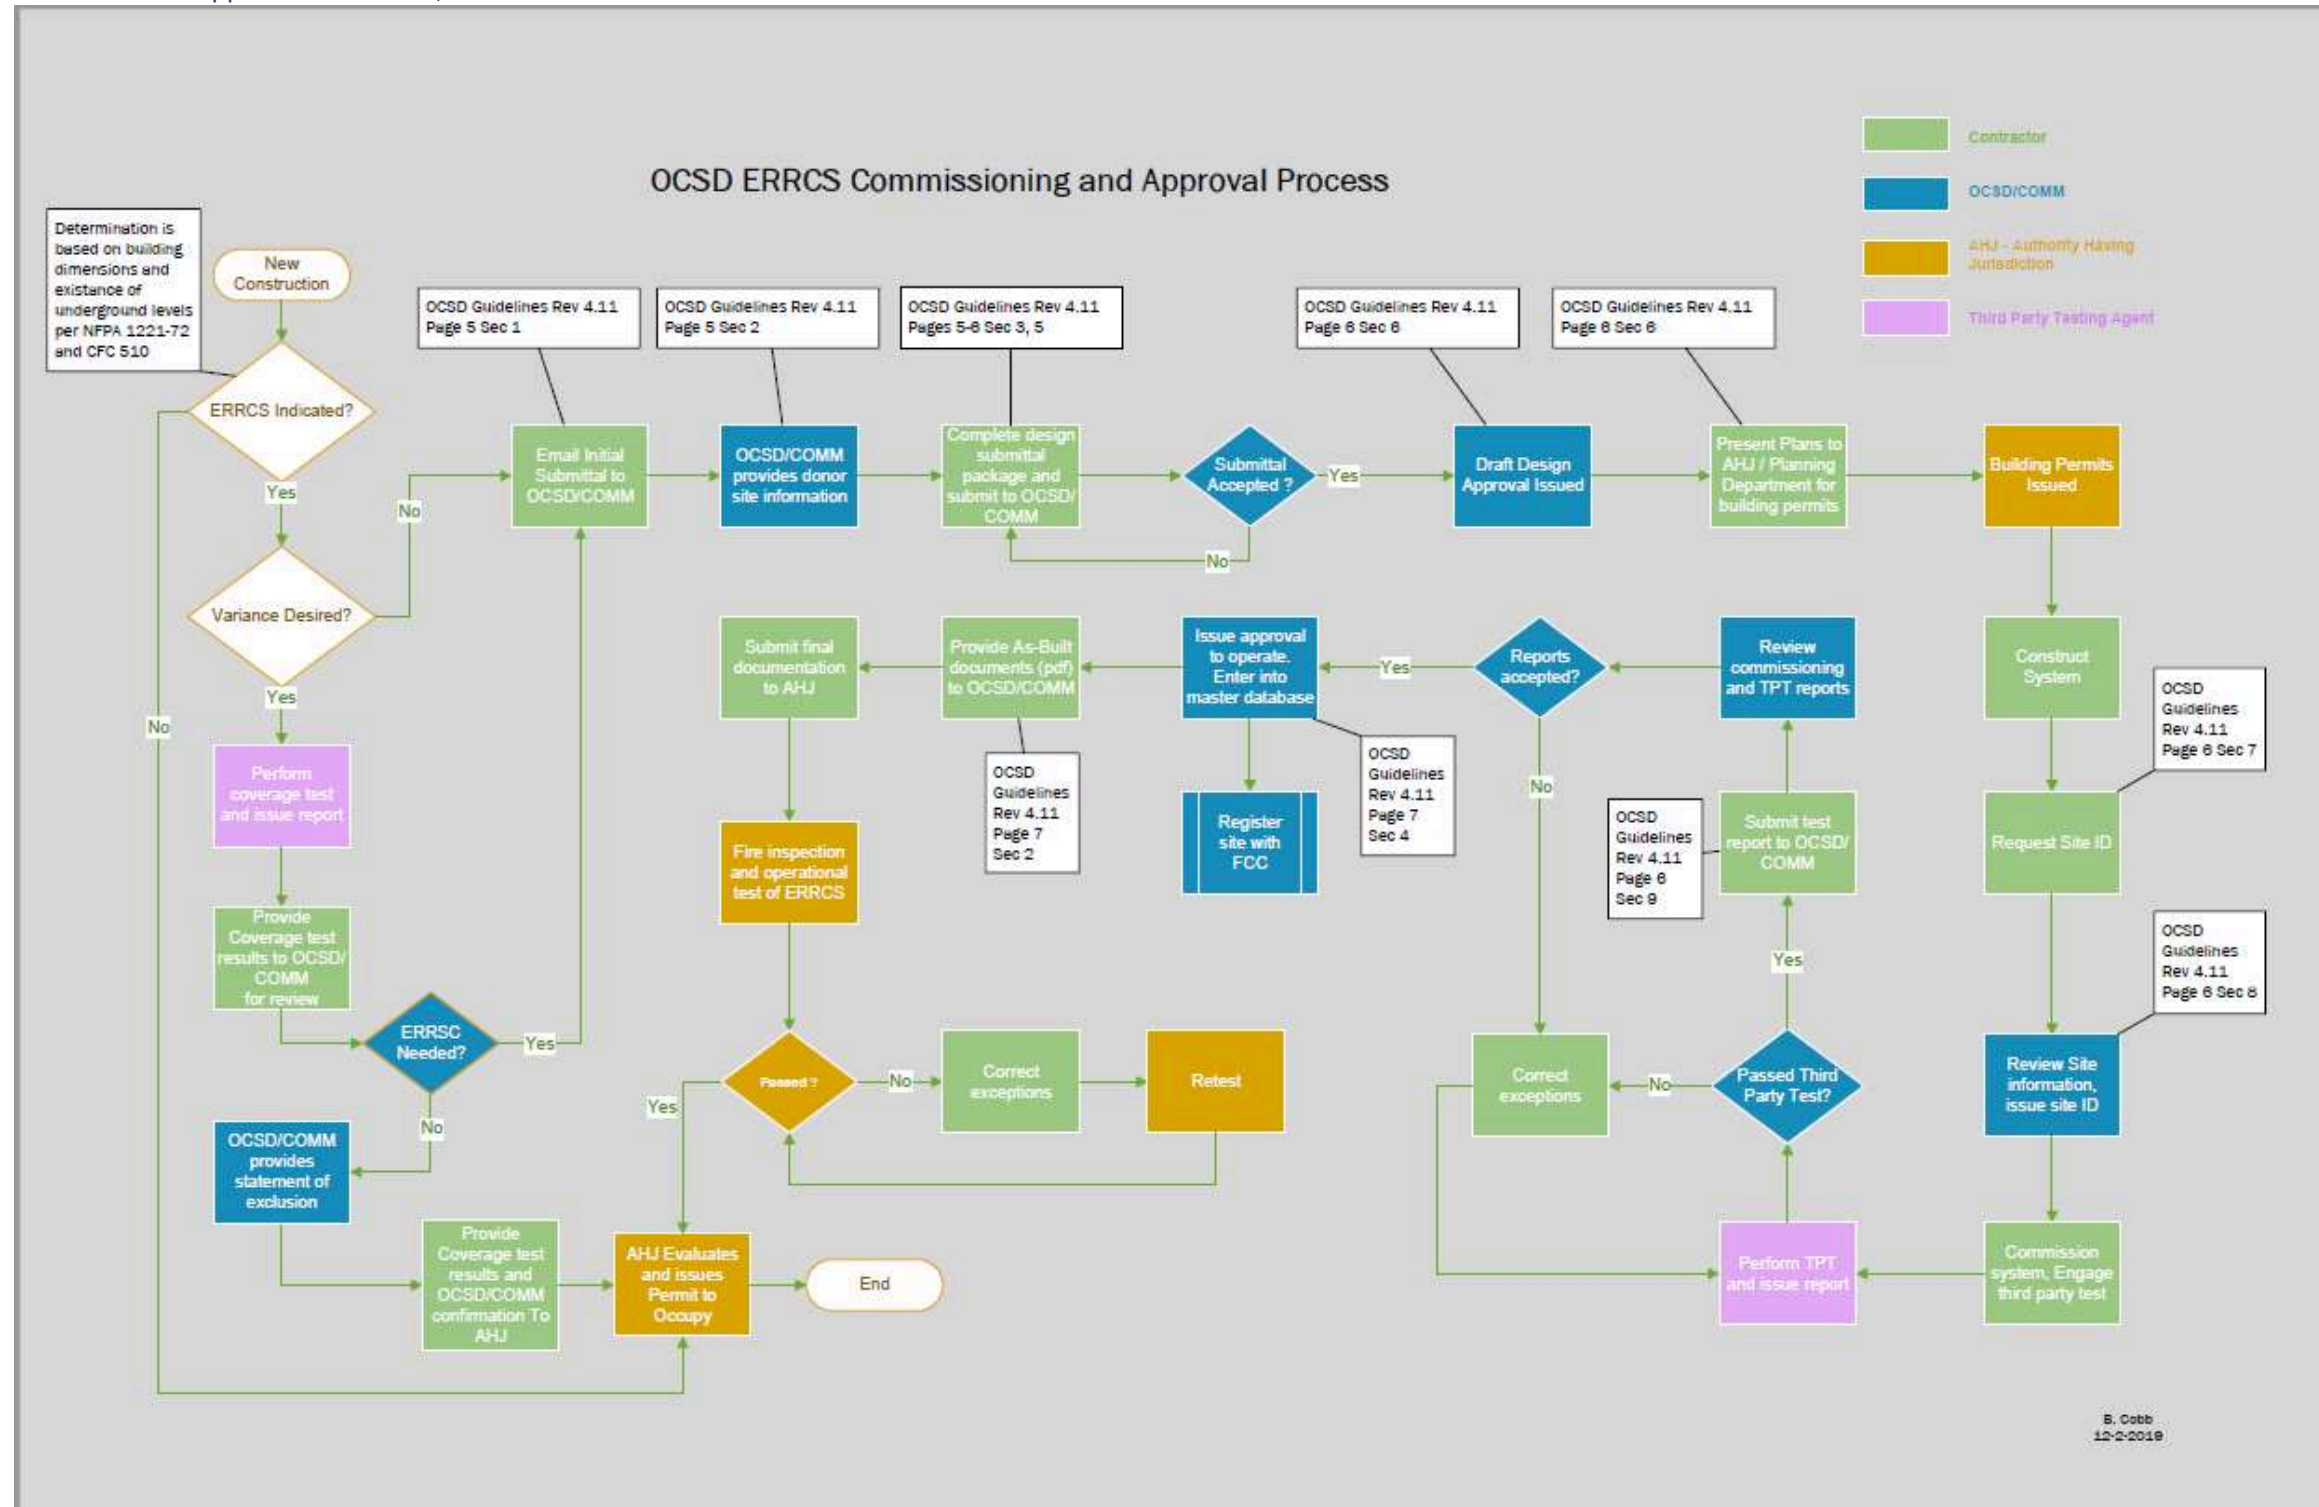 OCSD ERRCS Commissioning and Approval Process
Contractor
OCSD/COMM
AHJ - Authority Having
Jurisdiction
Third Party Testing Agent
Determination is
based on building
dimensions and
existance of
underground levels
per NFPA 1221-72
and CFC 510
New
Construction
ERRCS Indicated?
Yes
No
Variance Desired?
No
Yes
Perform
coverage test
and issue report
Provide
Coverage test
results to OCSD/
COMM
for review
ERRSC
Needed?
Yes
No
OCSD/COMM
provides
statement of
exclusion
Provide
Coverage test
results and
OCSD/COMM
confirmation To
AHJ
AHJ Evaluates
and issues
Permit to
Occupy
End
OCSD Guidelines Rev 4.11
Page 5 Sec 1
Email Initial
Submittal to
OCSD/COMM
OCSD Guidelines Rev 4.11
Page 5 Sec 2
OCSD/COMM
provides donor
site information
OCSD Guidelines Rev 4.11
Pages 5-6 Sec 3, 5
Complete design
submittal
package and
submit to OCSD/
COMM
Submittal
Accepted ?
Yes
No
OCSD Guidelines Rev 4.11
Page 6 Sec 6
Draft Design
Approval Issued
OCSD Guidelines Rev 4.11
Page 6 Sec 6
Present Plans to
AHJ / Planning
Department for
building permits
Building Permits
Issued
Construct
System
OCSD
Guidelines
Rev 4.11
Page 6 Sec 7
Request Site ID
OCSD
Guidelines
Rev 4.11
Page 6 Sec 8
Review Site
information,
issue site ID
Commission
system, Engage
third party test
Perform TPT
and issue report
Passed Third
Party Test?
No
Yes
Correct
exceptions
Submit test
report to OCSD/
COMM
OCSD
Guidelines
Rev 4.11
Page 6
Sec 9
Review
commissioning
and TPT reports
Reports
accepted?
No
Yes
Issue approval
to operate.
Enter into
master database
OCSD
Guidelines
Rev 4.11
Page 7
Sec 4
Register
site with
FCC
Provide As-Built
documents (pdf)
to OCSD/COMM
OCSD
Guidelines
Rev 4.11
Page 7
Sec 2
Submit final
documentation
to AHJ
Fire inspection
and operational
test of ERRCS
Passed ?
Yes
No
Correct
exceptions
Retest
B. Cobb
12-2-2019